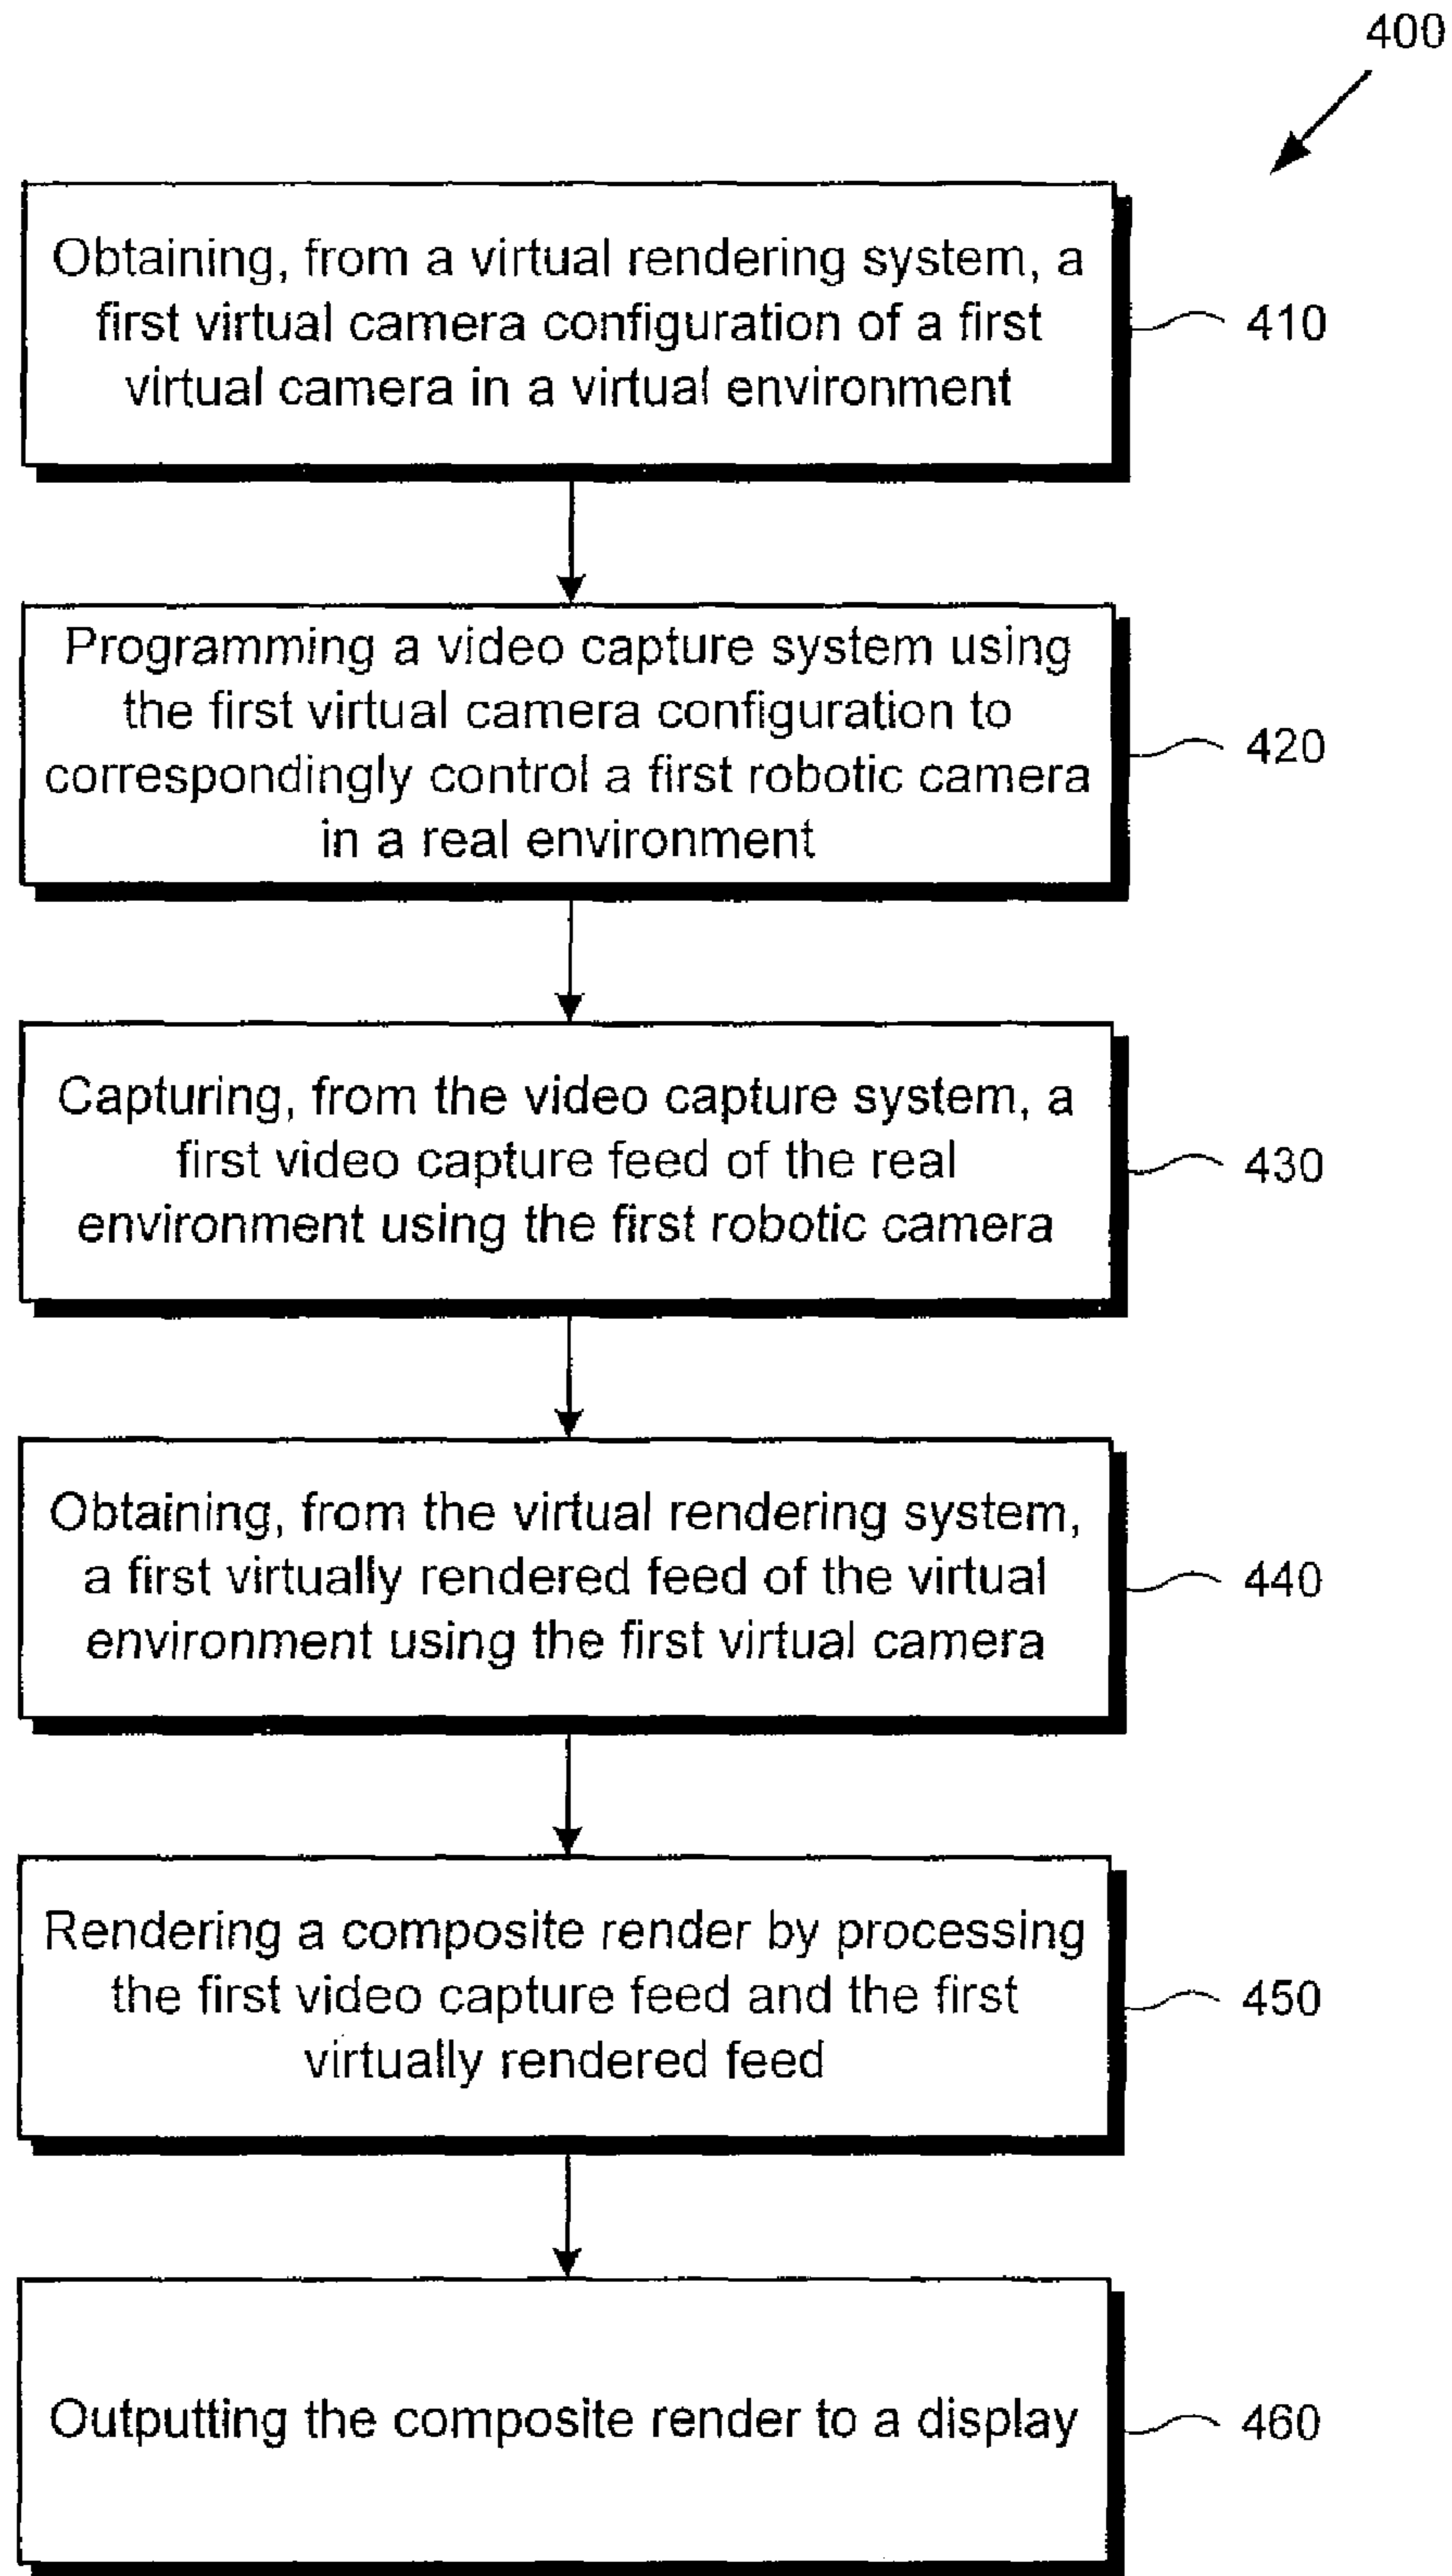 400
Obtaining, from a virtual rendering system, a
first virtual camera configuration of a first
virtual camera in a virtual environment
410
Programming a video capture system using
the first virtual camera configuration to
correspondingly control a first robotic camera
in a real environment
420
Capturing, from the video capture system, a
first video capture feed of the real
environment using the first robotic camera
430
Obtaining, from the virtual rendering system,
a first virtually rendered feed of the virtual
environment using the first virtual camera
440
Rendering a composite render by processing
the first video capture feed and the first
virtually rendered feed
450
Outputting the composite render to a display
460